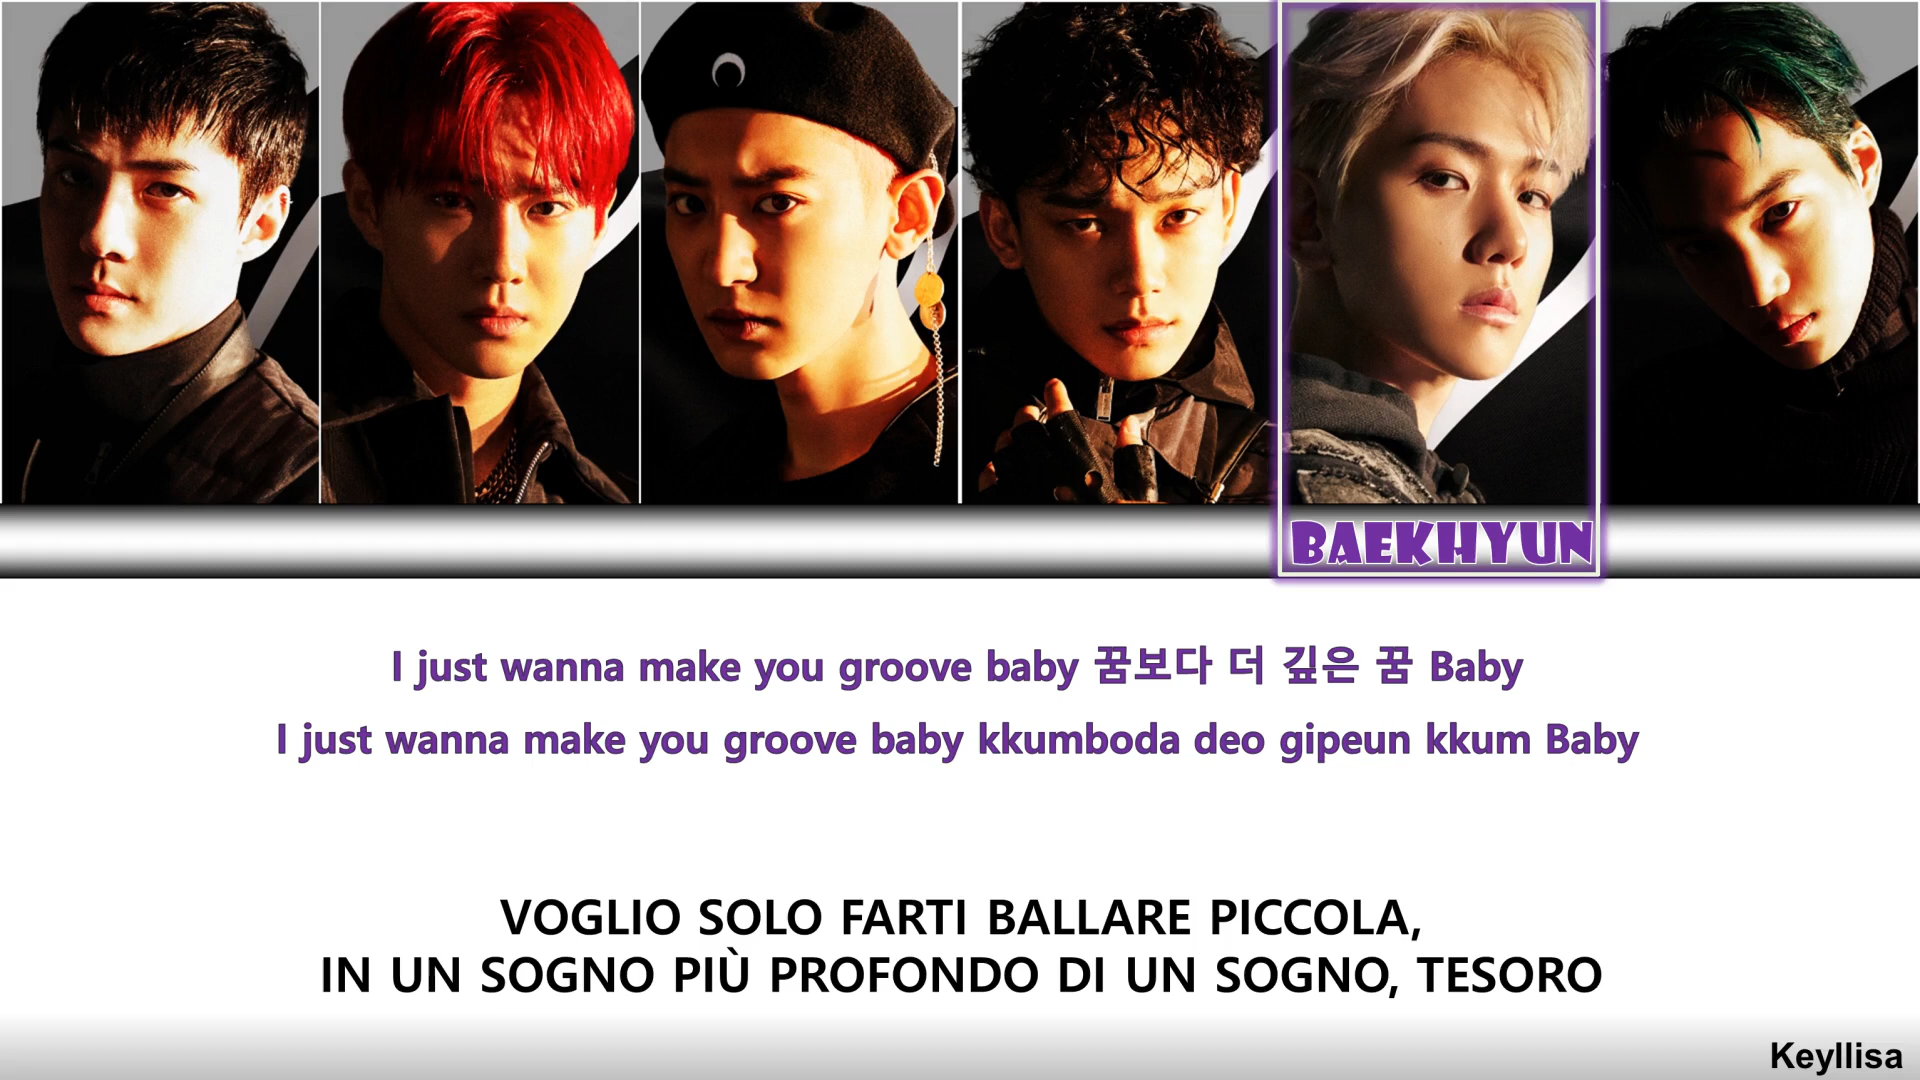 BAEKHYUN
I just wanna make you groove baby 꿈보다 더 깊은 꿈 Baby
I just wanna make you groove baby kkumboda deo gipeun kkum Baby
VOGLIO SOLO FARTI BALLARE PICCOLA,
IN UN SOGNO PIÙ PROFONDO DI UN SOGNO, TESORO
Keyllisa